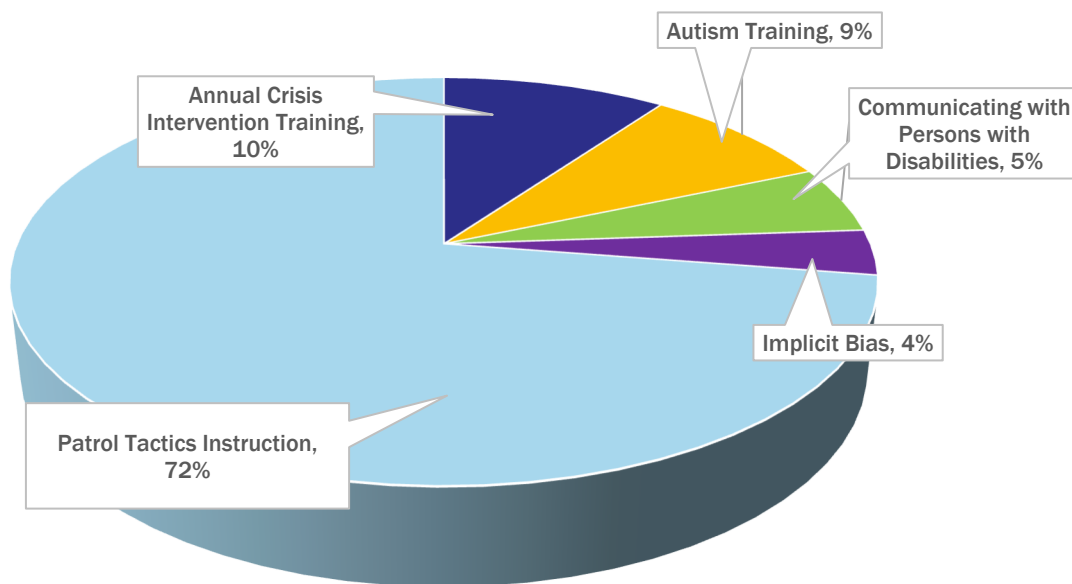 Autism Training, 9%
Annual Crisis
Intervention Training,
10%
Communicating with
Persons with
Disabilities, 5%
Implicit Bias, 4%
Patrol Tactics Instruction,
72%